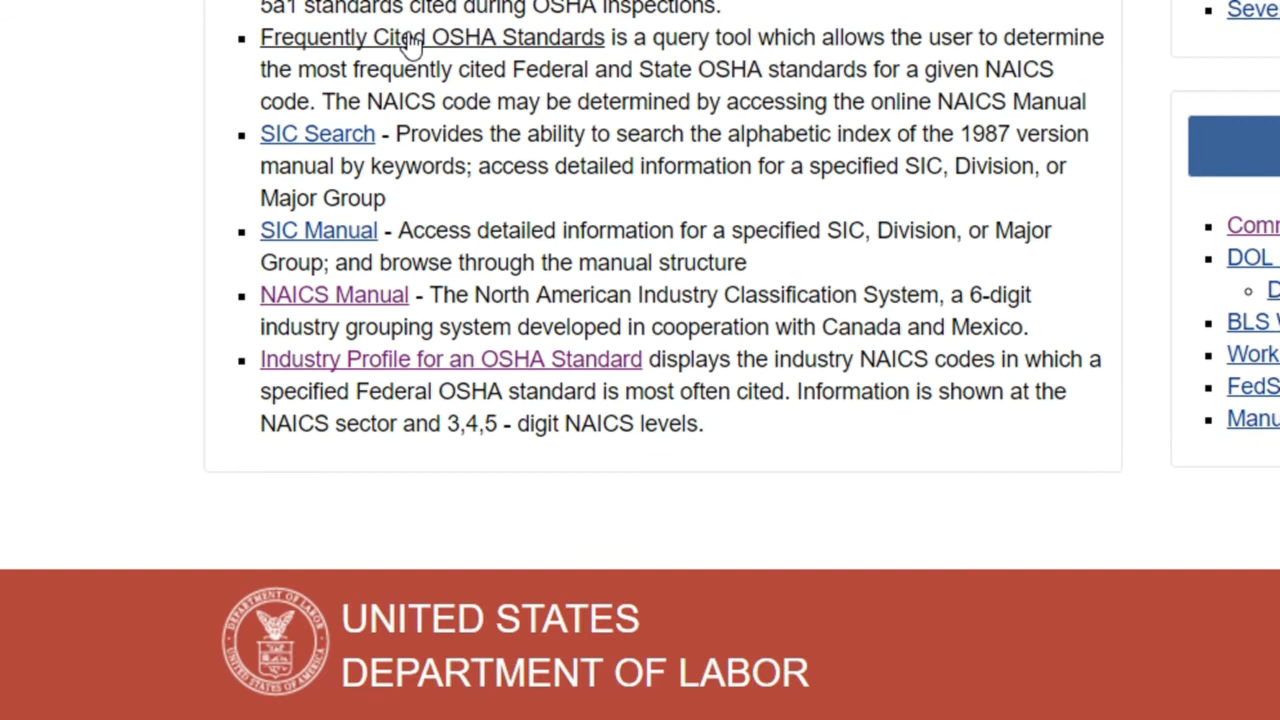 5a1 standards cited during OSHA inspections.
Frequently Cited OSHA Standards is a query tool which allows the user to determine
the most frequently cited Federal and State OSHA standards for a given NAICS
code. The NAICS code may be determined by accessing the online NAICS Manual
SIC Search - Provides the ability to search the alphabetic index of the 1987 version
manual by keywords; access detailed information for a specified SIC, Division, or
Major Group
SIC Manual - Access detailed information for a specified SIC, Division, or Major
Group; and browse through the manual structure
NAICS Manual - The North American Industry Classification System, a 6-digit
industry grouping system developed in cooperation with Canada and Mexico.
Industry Profile for an OSHA Standard displays the industry NAICS codes in which a
specified Federal OSHA standard is most often cited. Information is shown at the
NAICS sector and 3,4,5 - digit NAICS levels.
Seve
DOL
D
BLS
Work
FedS
Manu
DEPARTMENT OF LABOR
UNITED STATES OF AMERICA
UNITED STATES
DEPARTMENT OF LABOR